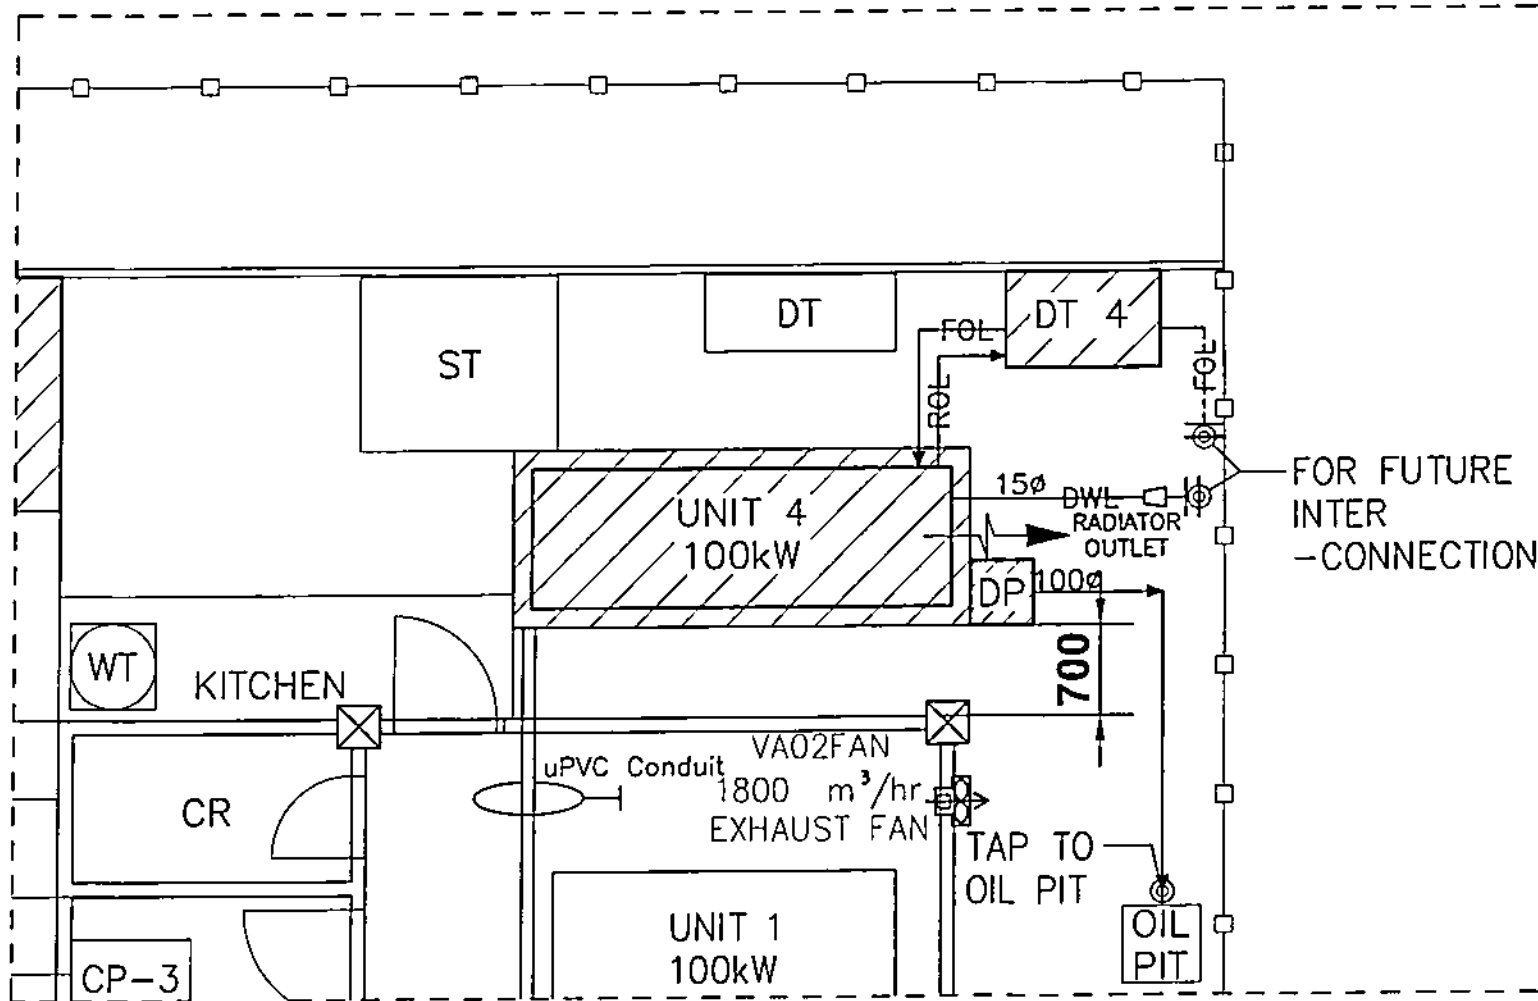 DT
DT 4
FOL
ST
FOL
ROL
FOR FUTURE
INTER
-CONNECTION
15ø
DWL
UNIT 4
100kW
RADIATOR
OUTLET
DP
100ø
WT
KITCHEN
700
VA02FAN
1800 m³/hr
EXHAUST FAN
uPVC Conduit
CR
TAP TO
OIL PIT
UNIT 1
100kW
OIL
PIT
CP-3